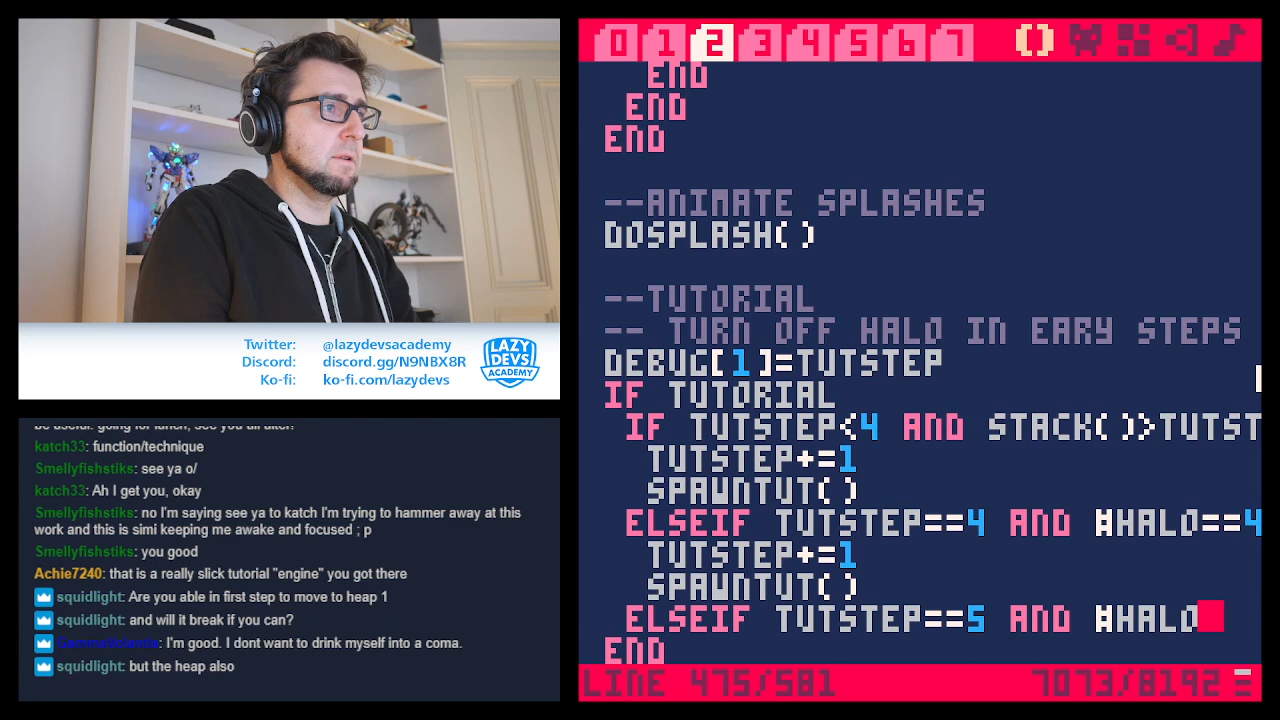 Twitter: @lazydevsacademy
Discord: discord.gg/N9NBX8R
Ko-fi: ko-fi.com/lazydevs
LAZY
DEVS
ACADEMY
katch33: function/technique
Smellyfishstiks: see ya o/
katch33: Ah I get you, okay
Smellyfishstiks: no I'm saying see ya to katch I'm trying to hammer away at this
work and this is simi keeping me awake and focused ; p
Smellyfishstiks: you good
Achie7240: that is a really slick tutorial "engine" you got there
squidlight: Are you able in first step to move to heap 1
squidlight: and will it break if you can?
I'm good. I dont want to drink myself into a coma.
squidlight: but the heap also
0 1 2 3 4 5 6 7 ()
END
END
END
--ANIMATE SPLASHES
DOSPLASH()
--TUTORIAL
-- TURN OFF HALO IN EARY STEPS
DEBUG[1]=TUTSTEP
IF TUTORIAL
IF TUTSTEP<4 AND STACK()>TUTST
TUTSTEP+=1
SPAWNTUT()
ELSEIF TUTSTEP==4 AND #HALO==4
TUTSTEP+=1
SPAWNTUT()
ELSEIF TUTSTEP==5 AND #HALO
END
LINE 475/581 7073/8192